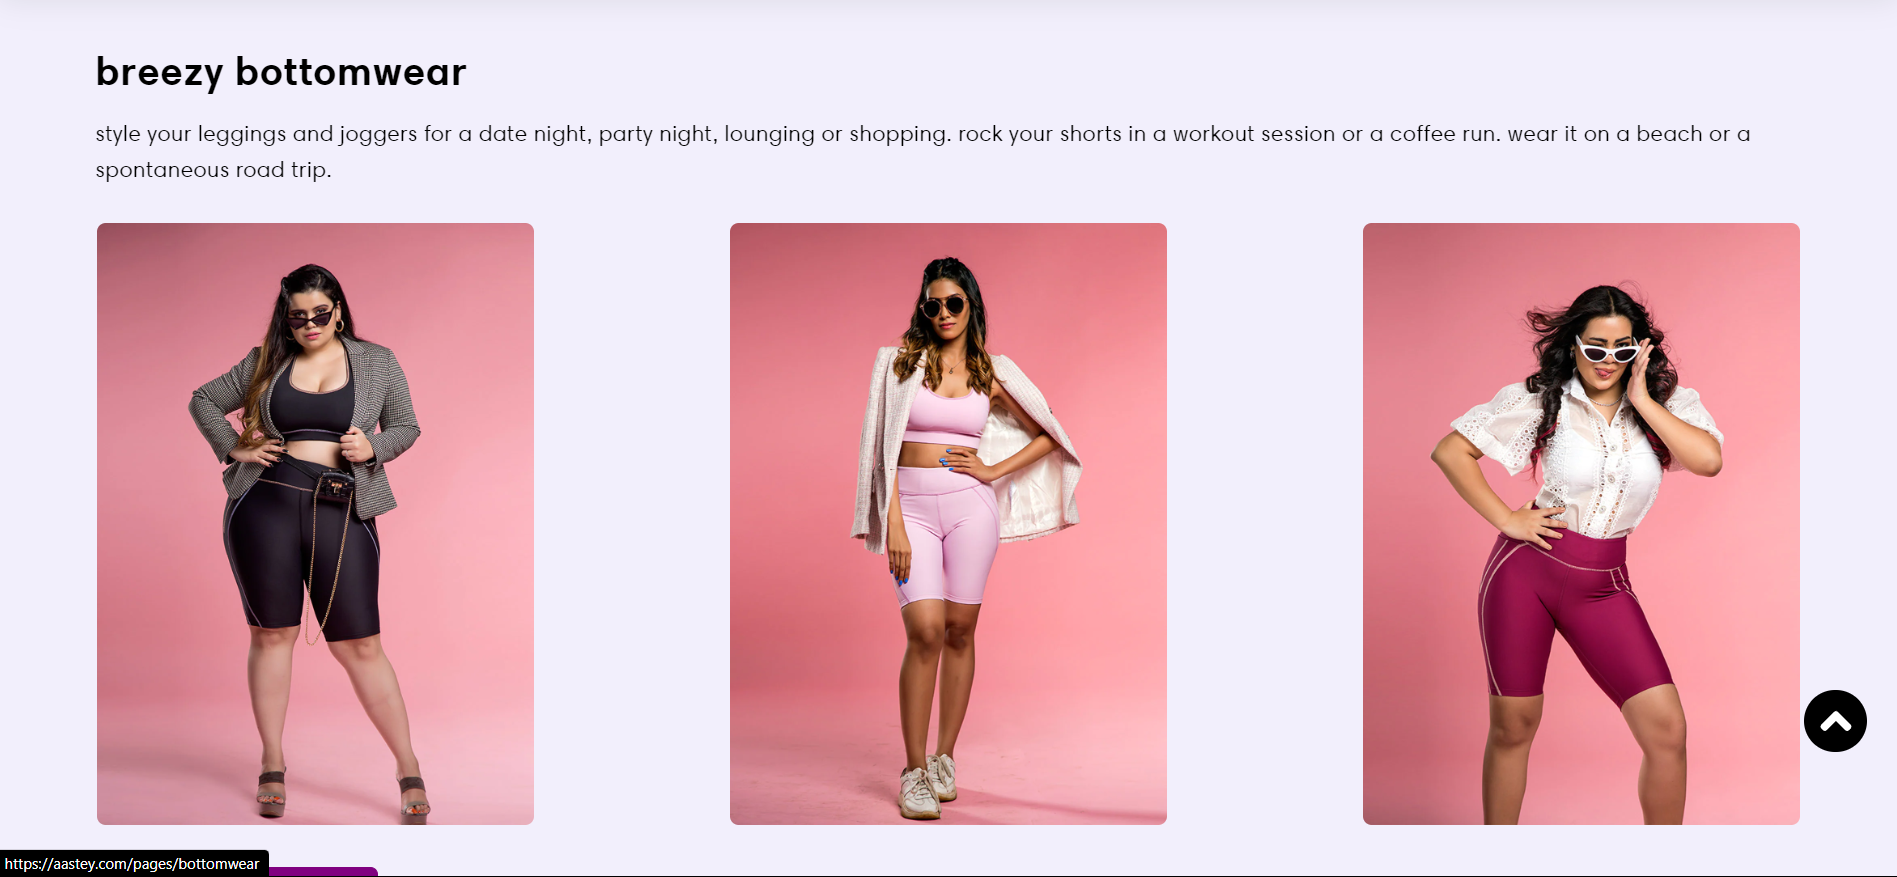 breezy bottomwear
style your leggings and joggers for a date night, party night, lounging or shopping. rock your shorts in a workout session or a coffee run. wear it on a beach or a
spontaneous road trip.
https://aastey.com/pages/bottomwear